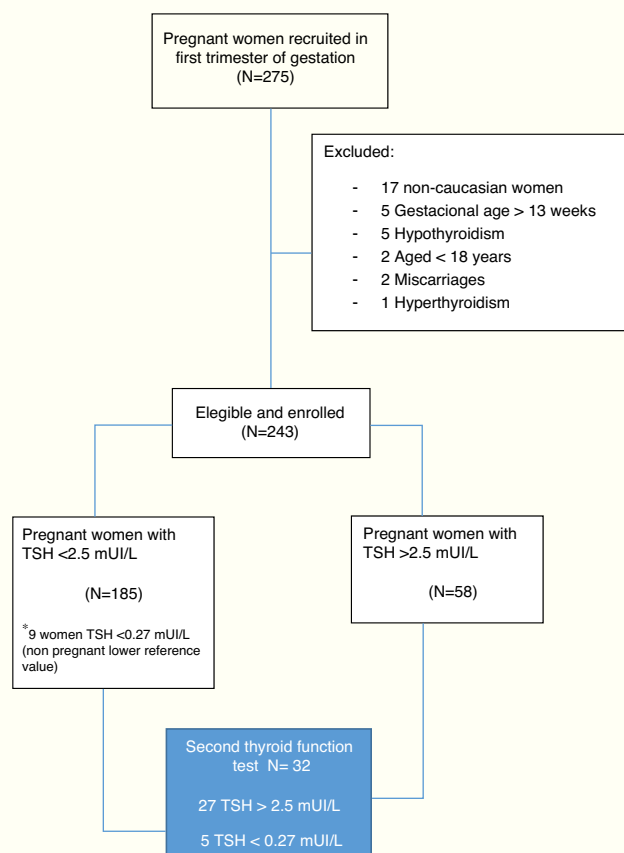 Pregnant women recruited in
first trimester of gestation
(N=275)
Excluded:
- 17 non-caucasian women
- 5 Gestacional age > 13 weeks
- 5 Hypothyroidism
- 2 Aged < 18 years
- 2 Miscarriages
- 1 Hyperthyroidism
Elegible and enrolled
(N=243)
Pregnant women with
TSH <2.5 mUI/L
(N=185)
*9 women TSH <0.27 mUI/L
(non pregnant lower reference
value)
Pregnant women with
TSH >2.5 mUI/L
(N=58)
Second thyroid function
test N= 32
27 TSH > 2.5 mUI/L
5 TSH < 0.27 mUI/L